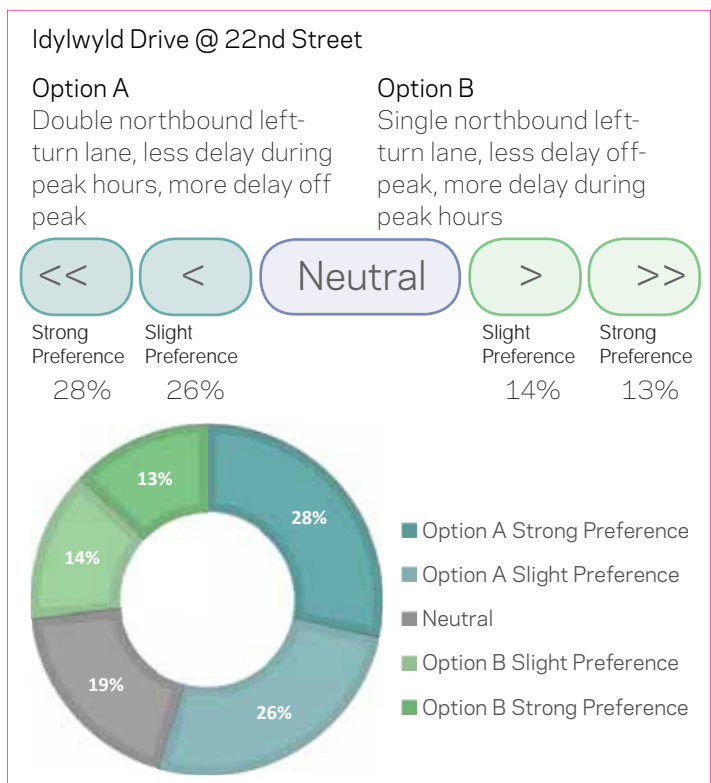 Idylwyld Drive @ 22nd Street
Option A
Double northbound left-
turn lane, less delay during
peak hours, more delay off
peak
Option B
Single northbound left-
turn lane, less delay off-
peak, more delay during
peak hours
<<
<
Neutral
>
>>
Strong
Preference
28%
Slight
Preference
26%
Slight
Preference
14%
Strong
Preference
13%
13%
28%
14%
19%
26%
Option A Strong Preference
Option A Slight Preference
Neutral
Option B Slight Preference
Option B Strong Preference